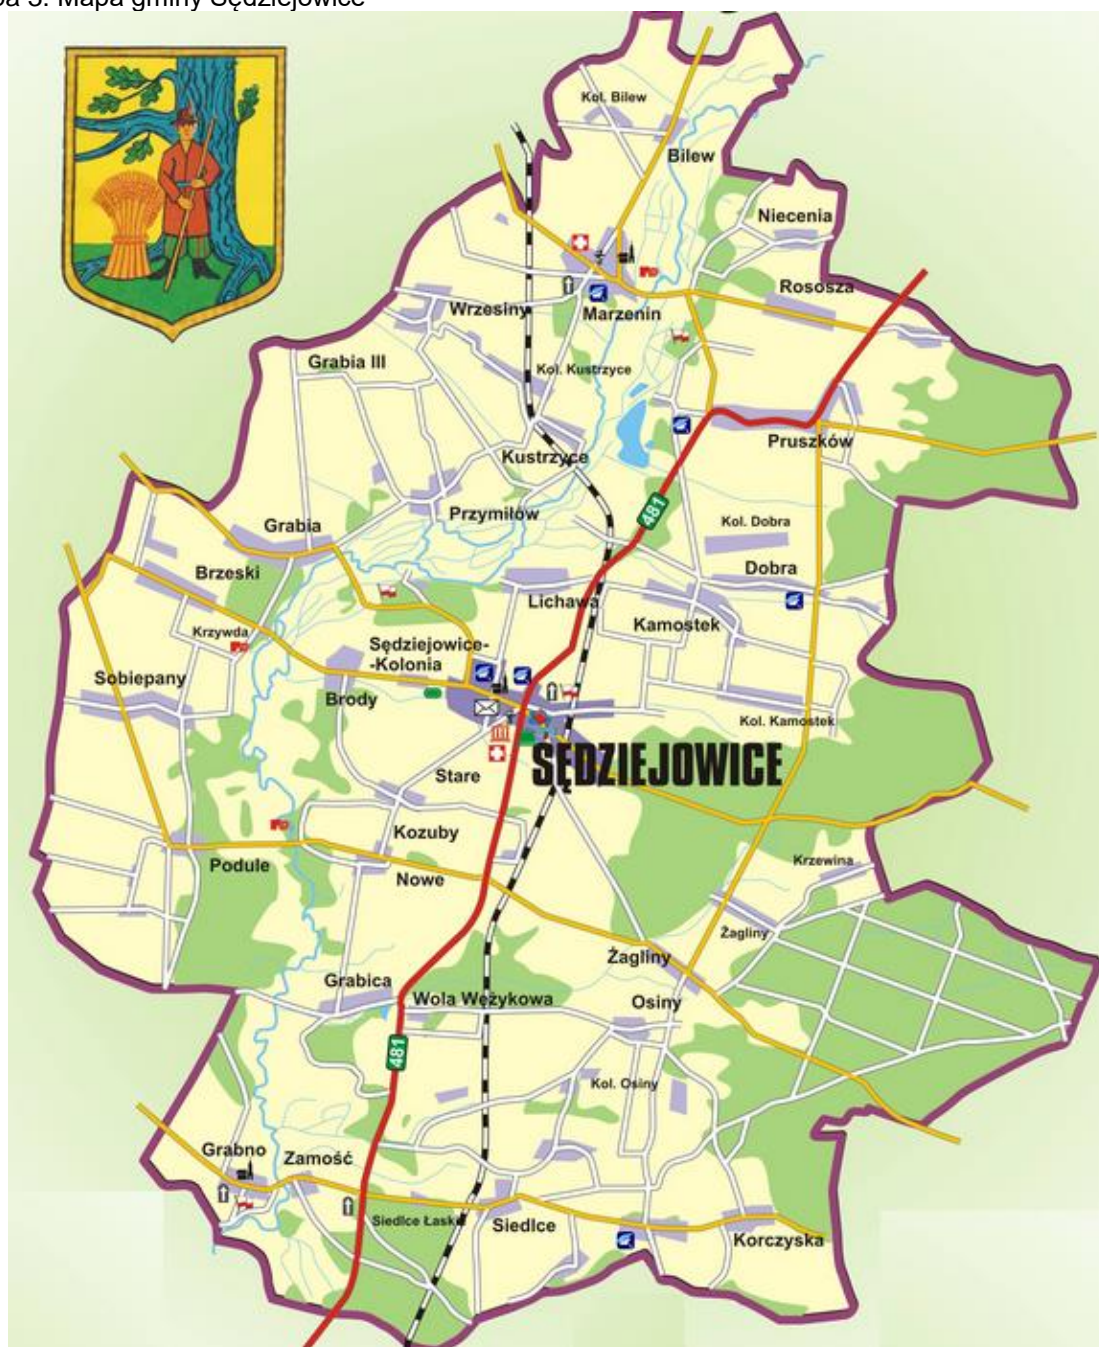 a 3. Mapa gminy Sędziejowice
Kol. Bilew
Bilew
Niecenia
Rososza
Wrzesiny
Marzenin
Grabia III
Kol. Kustrzyce
Pruszków
Kustrzyce
Przymiłów
481
Kol. Dobra
Grabia
Dobra
Brzeski
Lichawa
Kamostek
Krzywda
Sędziejowice-
-Kolonia
Sobiepany
Brody
Kol. Kamostek
SĘDZIEJOWICE
Stare
Kozuby
Nowe
Podule
Krzewina
Żagliny
Żagliny
Grabica
Wola Wężykowa
Osiny
481
Kol. Osiny
Grabno
Zamość
Siedlce Łaskie
Siedlce
Korczyska